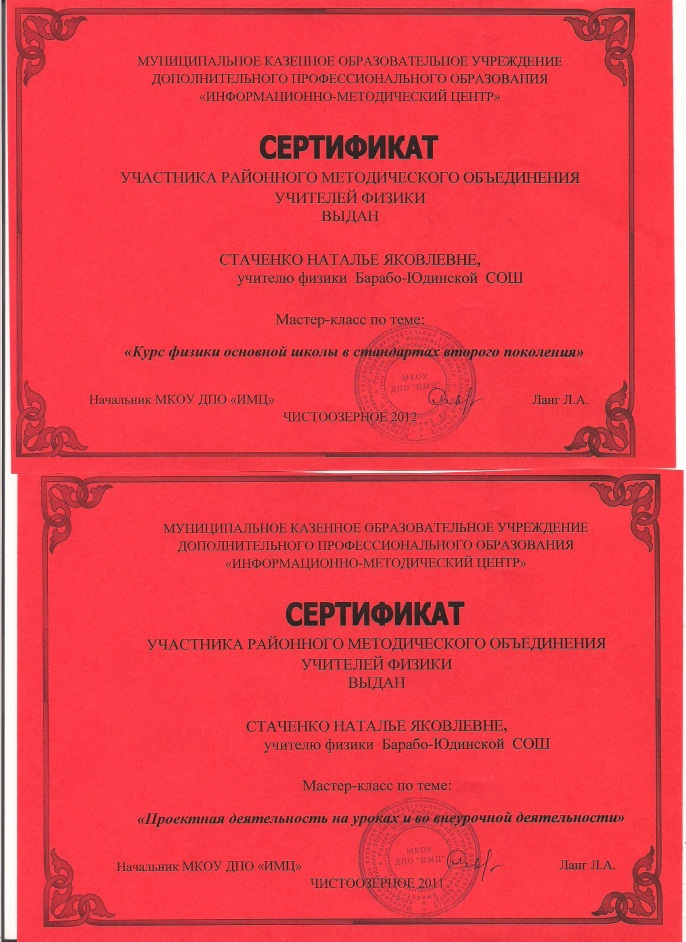 МУНИЦИПАЛЬНОЕ КАЗЕННОЕ ОБРАЗОВАТЕЛЬНОЕ УЧРЕЖДЕНИЕ
ДОПОЛНИТЕЛЬНОГО ПРОФЕССИОНАЛЬНОГО ОБРАЗОВАНИЯ
«ИНФОРМАЦИОННО-МЕТОДИЧЕСКИЙ ЦЕНТР»
СЕРТИФИКАТ
УЧАСТНИКА РАЙОННОГО МЕТОДИЧЕСКОГО ОБЪЕДИНЕНИЯ
УЧИТЕЛЕЙ ФИЗИКИ
ВЫДАН
СТАЧЕНКО НАТАЛЬЕ ЯКОВЛЕВНЕ,
учителю физики Барабо-Юдинской СОШ
Мастер-класс по теме:
«Курс физики основной школы в стандартах второго поколения»
МКОУ
ДПО "ИМЦ"
Начальник МКОУ ДПО «ИМЦ» Ланг Л.А.
ЧИСТООЗЕРНОЕ 2012
МУНИЦИПАЛЬНОЕ КАЗЕННОЕ ОБРАЗОВАТЕЛЬНОЕ УЧРЕЖДЕНИЕ
ДОПОЛНИТЕЛЬНОГО ПРОФЕССИОНАЛЬНОГО ОБРАЗОВАНИЯ
«ИНФОРМАЦИОННО-МЕТОДИЧЕСКИЙ ЦЕНТР»
СЕРТИФИКАТ
УЧАСТНИКА РАЙОННОГО МЕТОДИЧЕСКОГО ОБЪЕДИНЕНИЯ
УЧИТЕЛЕЙ ФИЗИКИ
ВЫДАН
СТАЧЕНКО НАТАЛЬЕ ЯКОВЛЕВНЕ,
учителю физики Барабо-Юдинской СОШ
Мастер-класс по теме:
«Проектная деятельность на уроках и во внеурочной деятельности»
МКОУ
ДПО "ИМЦ"
Начальник МКОУ ДПО «ИМЦ» Ланг Л.А.
ЧИСТООЗЕРНОЕ 2011